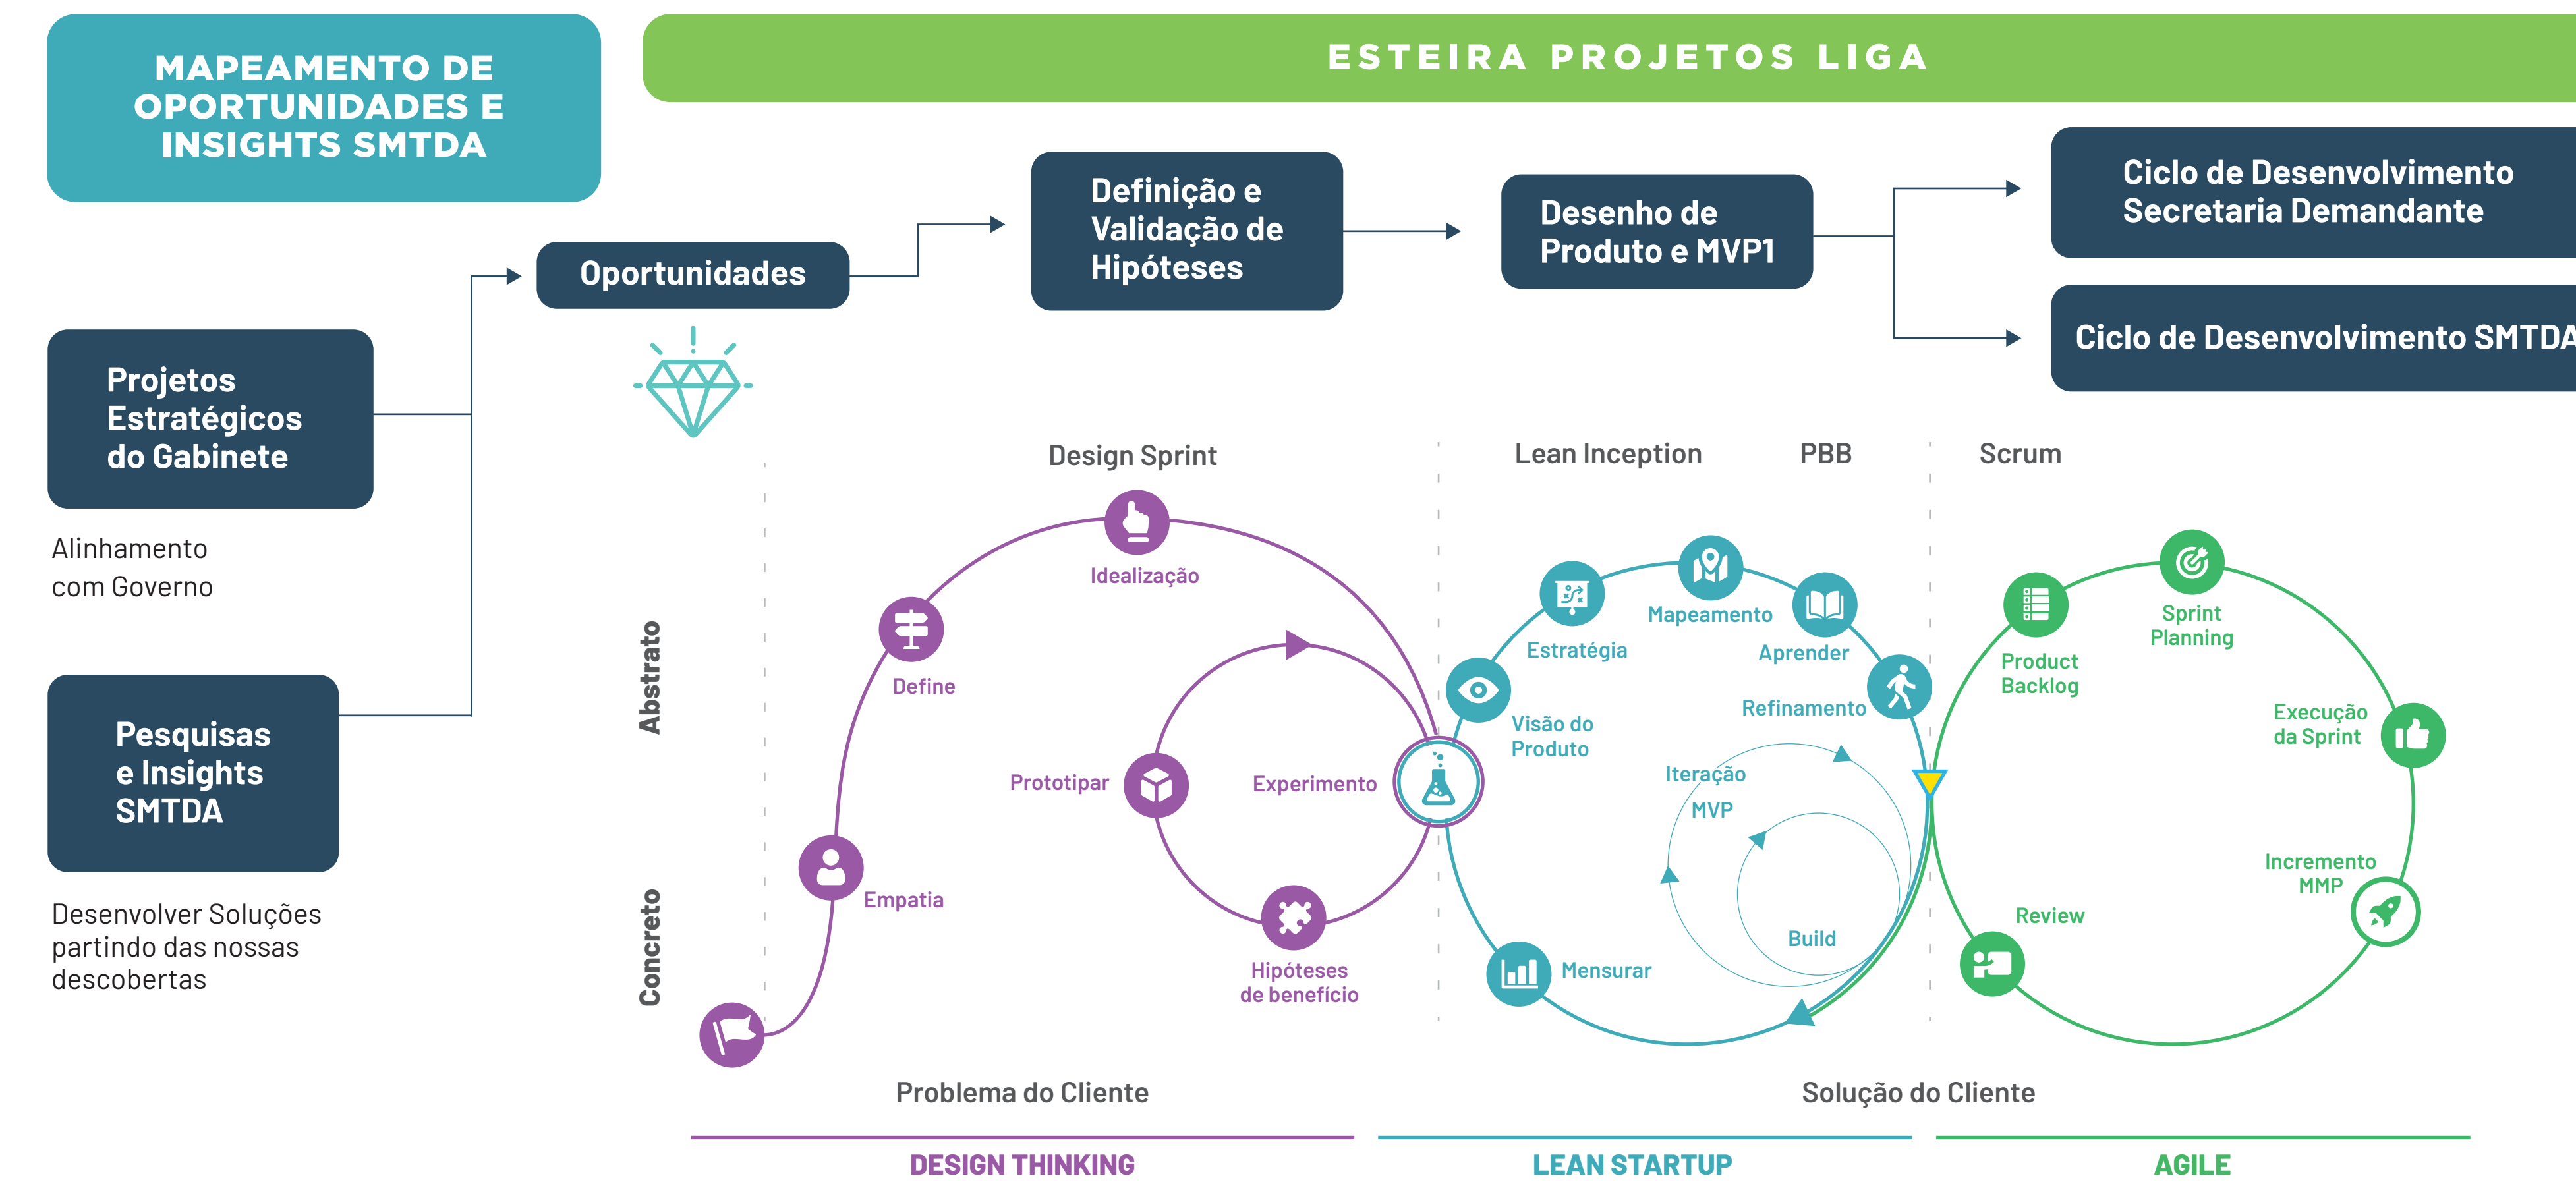 MAPEAMENTO DE
OPORTUNIDADES E
INSIGHTS SMTDA
ESTEIRA PROJETOS LIGA
Projetos
Estratégicos
do Gabinete
Alinhamento
com Governo
Pesquisas
e Insights
SMTDA
Desenvolver Soluções
partindo das nossas
descobertas
Oportunidades
Definição e
Validação de
Hipóteses
Desenho de
Produto e MVP1
Ciclo de Desenvolvimento
Secretaria Demandante
Ciclo de Desenvolvimento SMTDA
Abstrato
Concreto
Design Sprint
Idealização
Define
Empatia
Prototipar
Experimento
Hipóteses
de benefício
Lean Inception
PBB
Estratégia
Mapeamento
Aprender
Visão do
Produto
Refinamento
Iteração
MVP
Build
Mensurar
Scrum
Product
Backlog
Sprint
Planning
Execução
da Sprint
Incremento
MMP
Review
Problema do Cliente
Solução do Cliente
DESIGN THINKING
LEAN STARTUP
AGILE